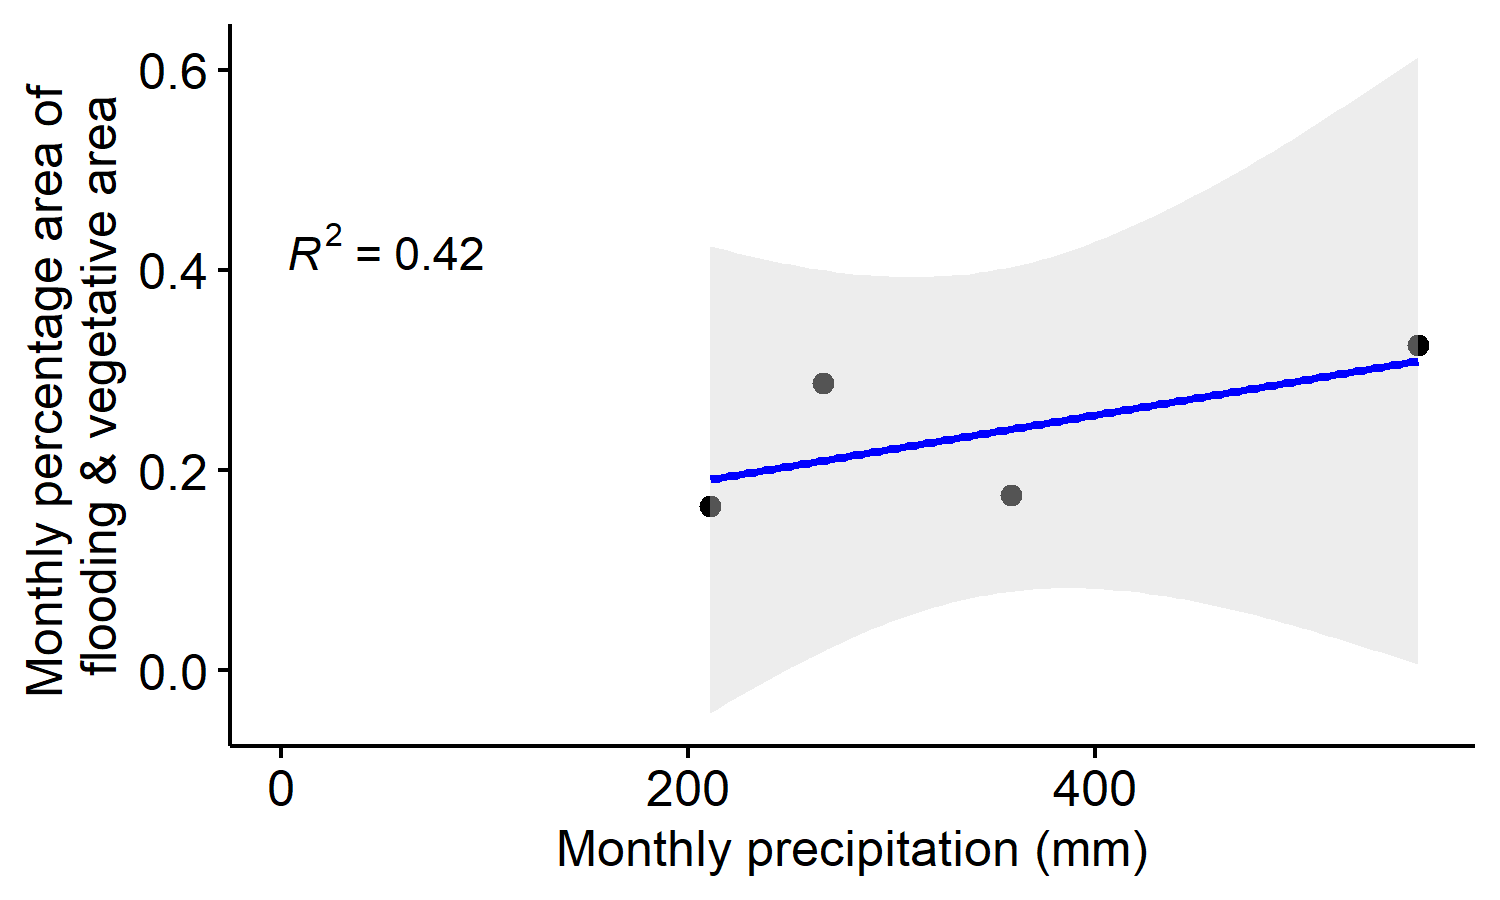 Monthly percentage area of
flooding & vegetative area
0.6
0.4
0.2
0.0
R² = 0.42
0
200
400
Monthly precipitation (mm)